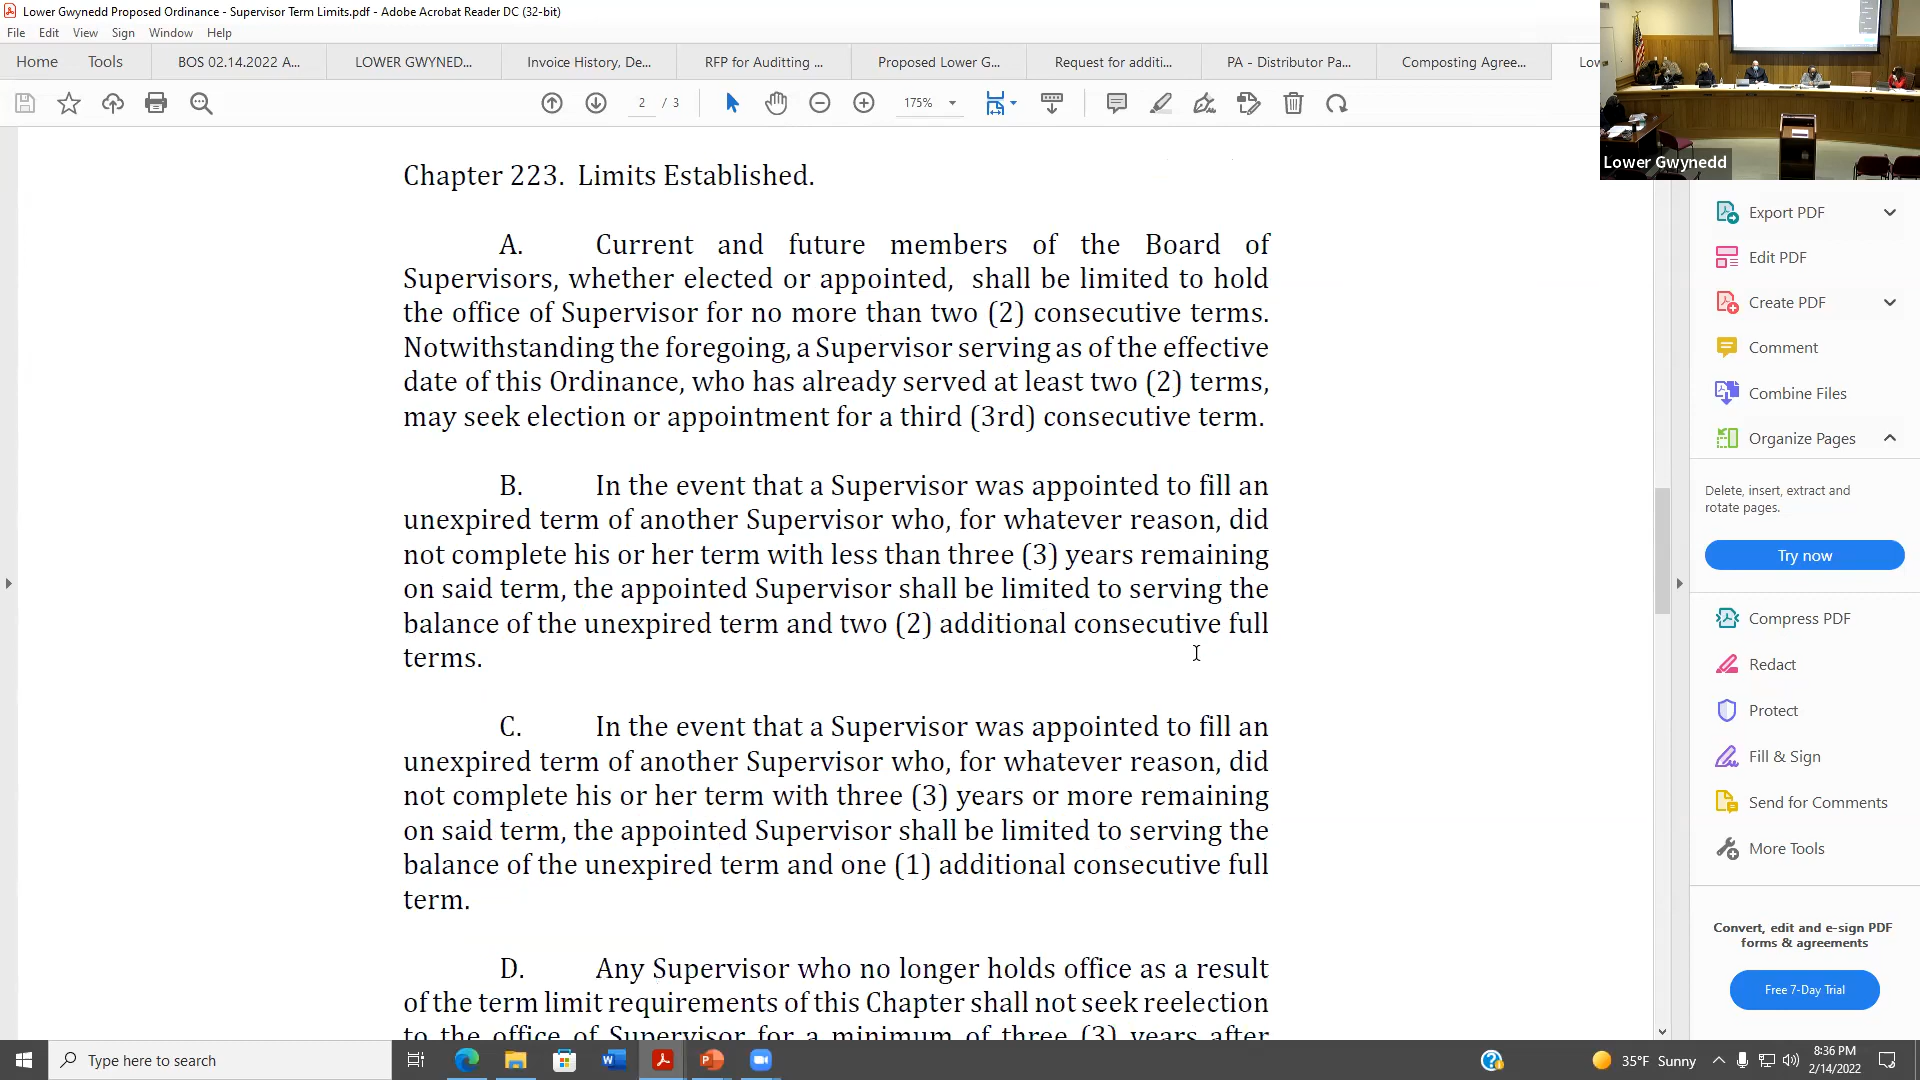 Lower Gwynedd Proposed Ordinance - Supervisor Term Limits.pdf - Adobe Acrobat Reader DC (32-bit)
File Edit View Sign Window Help
Home Tools BOS 02.14.2022 A... LOWER GWYNED... Invoice History, De... RFP for Auditting ... Proposed Lower G... Request for additi... PA - Distributor Pa... Composting Agree... Low
2 / 3 175%
Lower Gwynedd
Chapter 223. Limits Established.
A. Current and future members of the Board of
Supervisors, whether elected or appointed, shall be limited to hold
the office of Supervisor for no more than two (2) consecutive terms.
Notwithstanding the foregoing, a Supervisor serving as of the effective
date of this Ordinance, who has already served at least two (2) terms,
may seek election or appointment for a third (3rd) consecutive term.
B. In the event that a Supervisor was appointed to fill an
unexpired term of another Supervisor who, for whatever reason, did
not complete his or her term with less than three (3) years remaining
on said term, the appointed Supervisor shall be limited to serving the
balance of the unexpired term and two (2) additional consecutive full
terms.
C. In the event that a Supervisor was appointed to fill an
unexpired term of another Supervisor who, for whatever reason, did
not complete his or her term with three (3) years or more remaining
on said term, the appointed Supervisor shall be limited to serving the
balance of the unexpired term and one (1) additional consecutive full
term.
D. Any Supervisor who no longer holds office as a result
of the term limit requirements of this Chapter shall not seek reelection
to the office of Supervisor for a minimum of three (3) years after
Export PDF
Edit PDF
Create PDF
Comment
Combine Files
Organize Pages
Delete, insert, extract and
rotate pages.
Try now
Compress PDF
Redact
Protect
Fill & Sign
Send for Comments
More Tools
Convert, edit and e-sign PDF
forms & agreements
Free 7-Day Trial
Type here to search
35°F Sunny
8:36 PM
2/14/2022